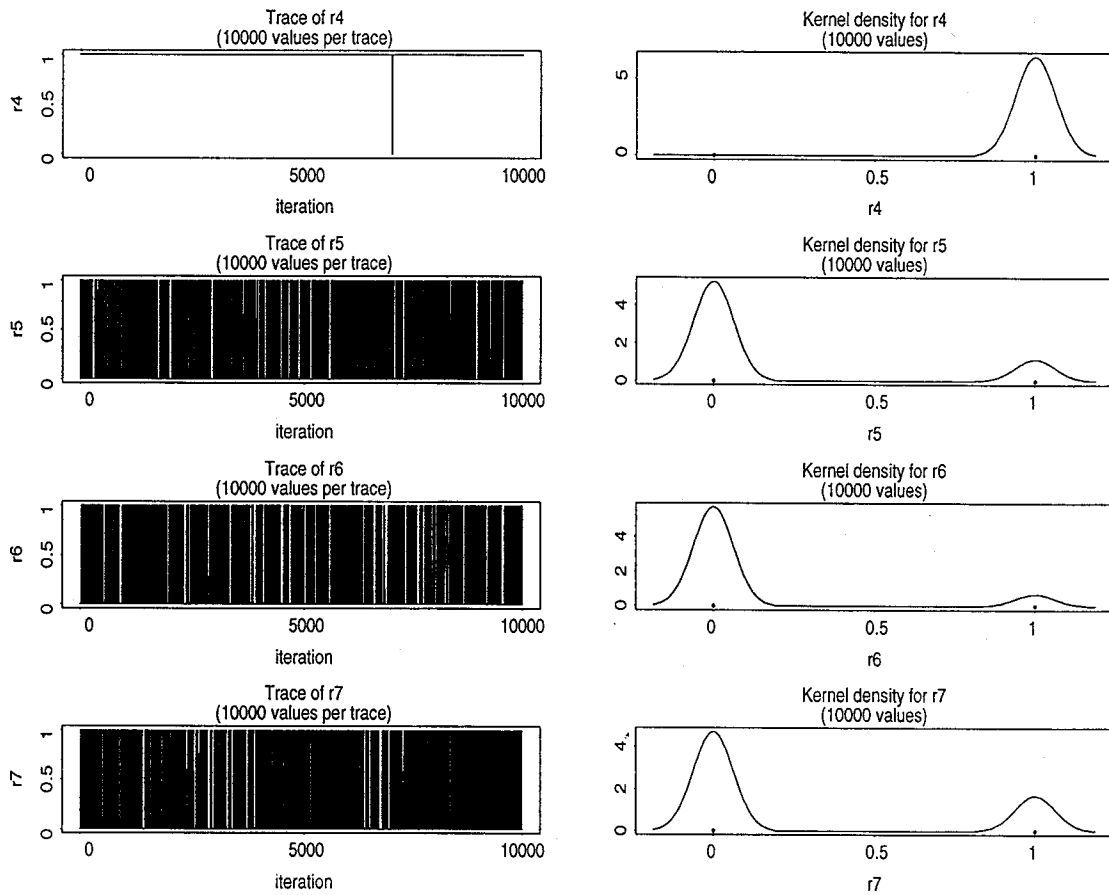 Trace of r4
(10000 values per trace)
r4
1
0.5
0
0
5000
10000
iteration
Kernel density for r4
(10000 values)
5
0
0
0.5
1
r4
Trace of r5
(10000 values per trace)
r5
1
0.5
0
0
5000
10000
iteration
Kernel density for r5
(10000 values)
4
2
0
0
0.5
1
r5
Trace of r6
(10000 values per trace)
r6
1
0.5
0
0
5000
10000
iteration
Kernel density for r6
(10000 values)
4
2
0
0
0.5
1
r6
Trace of r7
(10000 values per trace)
r7
1
0.5
0
0
5000
10000
iteration
Kernel density for r7
(10000 values)
4
2
0
0
0.5
1
r7